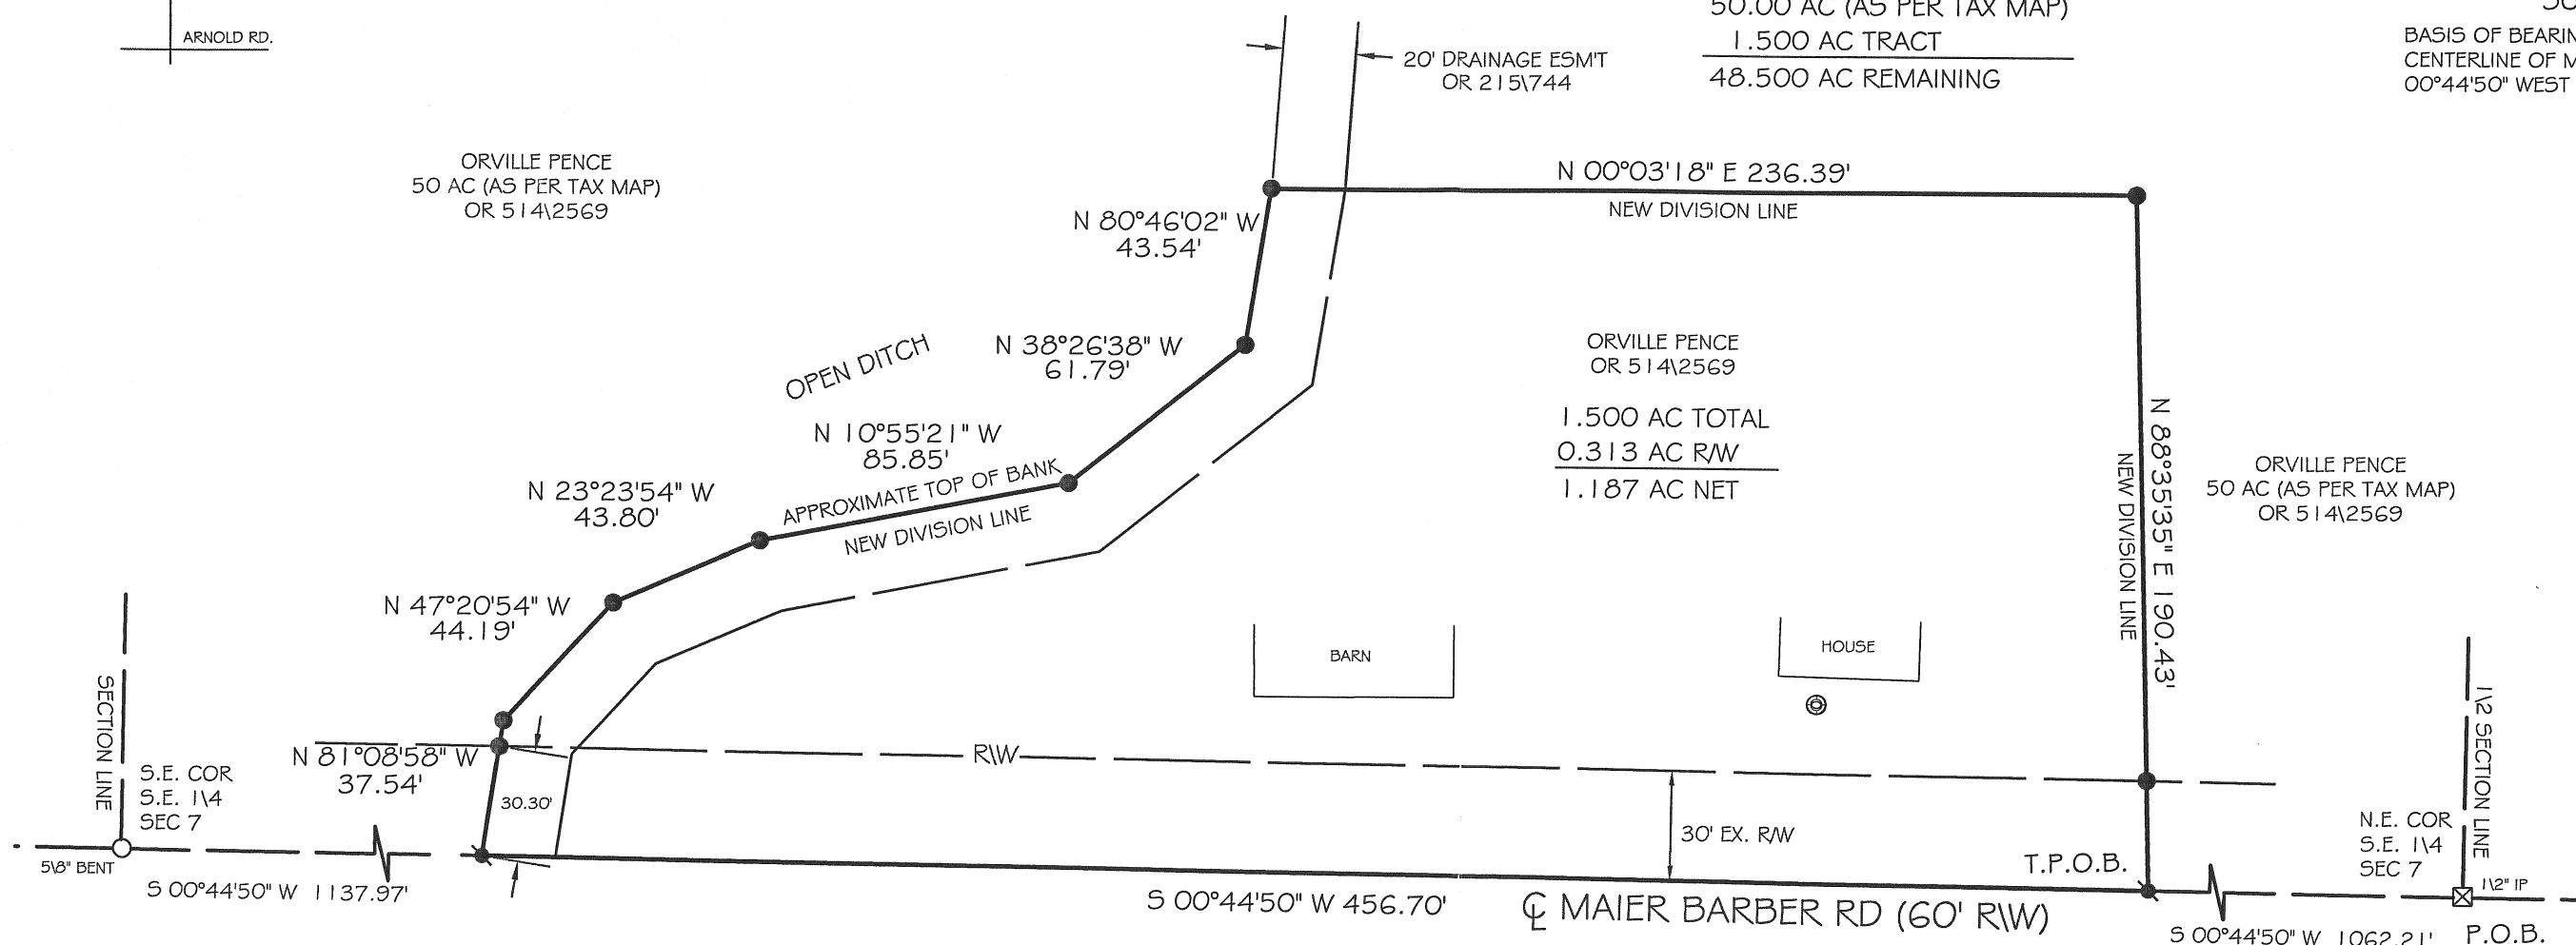 ARNOLD RD.
20' DRAINAGE ESM'T
OR 215\744
50.00 AC (AS PER TAX MAP)
1.500 AC TRACT
48.500 AC REMAINING
CENTERLINE OF
00°44'50" WEST
ORVILLE PENCE
50 AC (AS PER TAX MAP)
OR 514\2569
N 00°03'18" E 236.39'
NEW DIVISION LINE
N 80°46'02" W
43.54'
OPEN DITCH
N 38°26'38" W
61.79'
N 10°55'21" W
85.85'
APPROXIMATE TOP OF BANK
NEW DIVISION LINE
N 23°23'54" W
43.80'
N 47°20'54" W
44.19'
ORVILLE PENCE
OR 514\2569
1.500 AC TOTAL
0.313 AC R/W
1.187 AC NET
N 88°35'35" E 190.43'
NEW DIVISION LINE
ORVILLE PENCE
50 AC (AS PER TAX MAP)
OR 514\2569
BARN
HOUSE
SECTION LINE
S.E. COR
S.E. 1\4
SEC 7
N 81°08'58" W
37.54'
30.30'
R\W
30' EX. R/W
T.P.O.B.
N.E. COR
S.E. 1\4
SEC 7
1\2 SECTION LINE
1\2" IP
5\8" BENT
S 00°44'50" W 1137.97'
S 00°44'50" W 456.70'
℄ MAIER BARBER RD (60' R\W)
S 00°44'50" W 1062.21'
P.O.B.